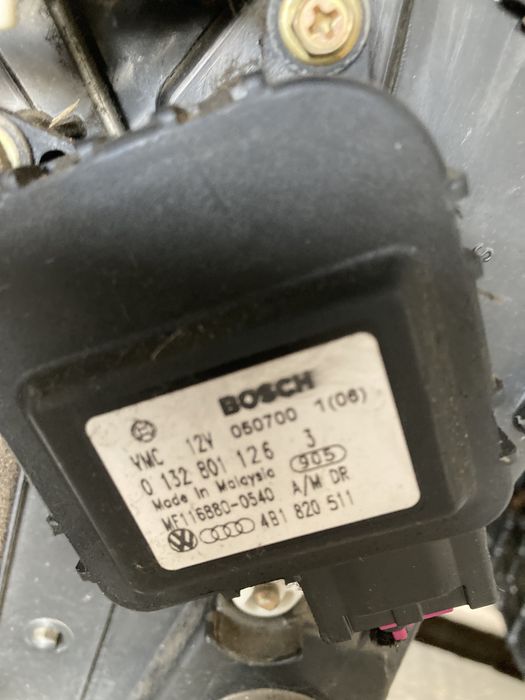 BOSCH
VMC 12V 050700 1(06)
0 132 801 126 3
Made in Malaysia 905
MF116880-0540 A/M DR
4B1 820 511